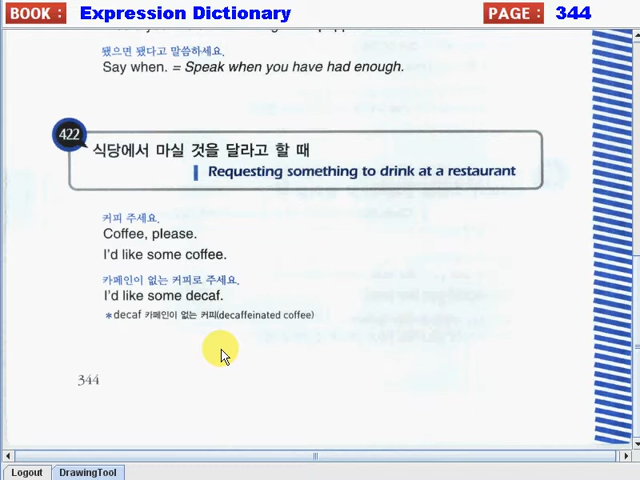 BOOK : Expression Dictionary PAGE : 344
됐으면 됐다고 말씀하세요.
Say when. = Speak when you have had enough.
422
식당에서 마실 것을 달라고 할 때
Requesting something to drink at a restaurant
커피 주세요.
Coffee, please.
I'd like some coffee.
카페인이 없는 커피로 주세요.
I'd like some decaf.
*decaf 카페인이 없는 커피(decaffeinated coffee)
344
Logout DrawingTool